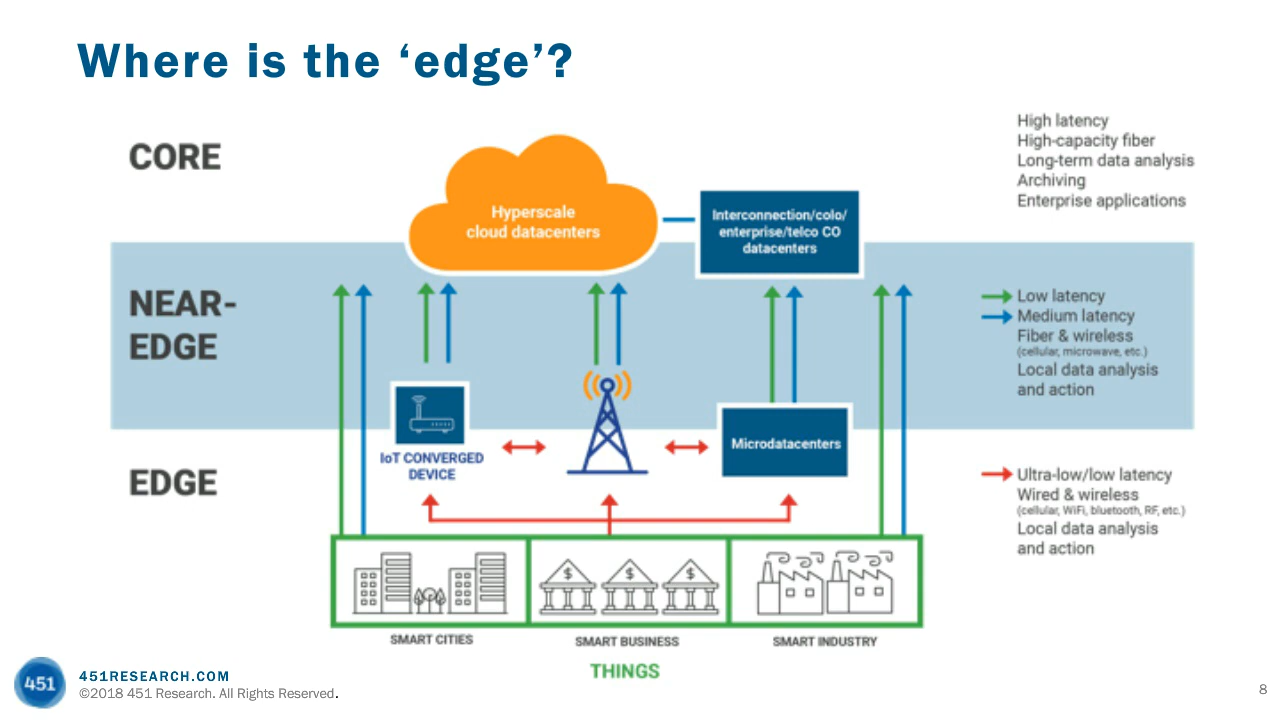 Where is the ‘edge’?
CORE
High latency
High-capacity fiber
Long-term data analysis
Archiving
Enterprise applications
Hyperscale
cloud datacenters
Interconnection/colo/
enterprise/telco CO
datacenters
NEAR-
EDGE
Low latency
Medium latency
Fiber & wireless
(cellular, microwave, etc.)
Local data analysis
and action
IoT CONVERGED
DEVICE
Microdatacenters
EDGE
Ultra-low/low latency
Wired & wireless
(cellular, WiFi, bluetooth, RF, etc.)
Local data analysis
and action
$ $ $
SMART CITIES
SMART BUSINESS
SMART INDUSTRY
THINGS
451
451RESEARCH.COM
©2018 451 Research. All Rights Reserved.
8